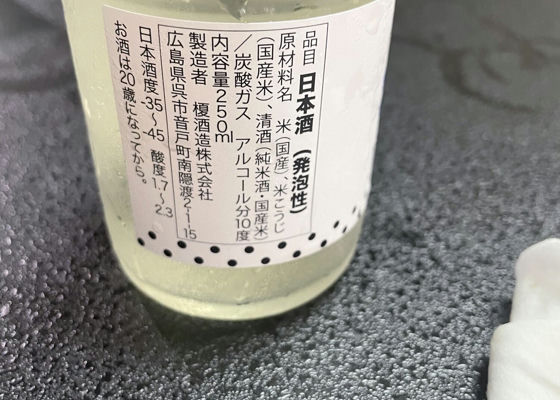 品目 日本酒（発泡性）
原材料名 米（国産）、米こうじ
（国産米）、清酒（純米酒・国産米）
／炭酸ガス アルコール分10度
内容量250ml
製造者 榎酒造株式会社
広島県呉市音戸町南隠渡2-1-15
日本酒度-35～-45 酸度1.7～2.3
お酒は20歳になってから。